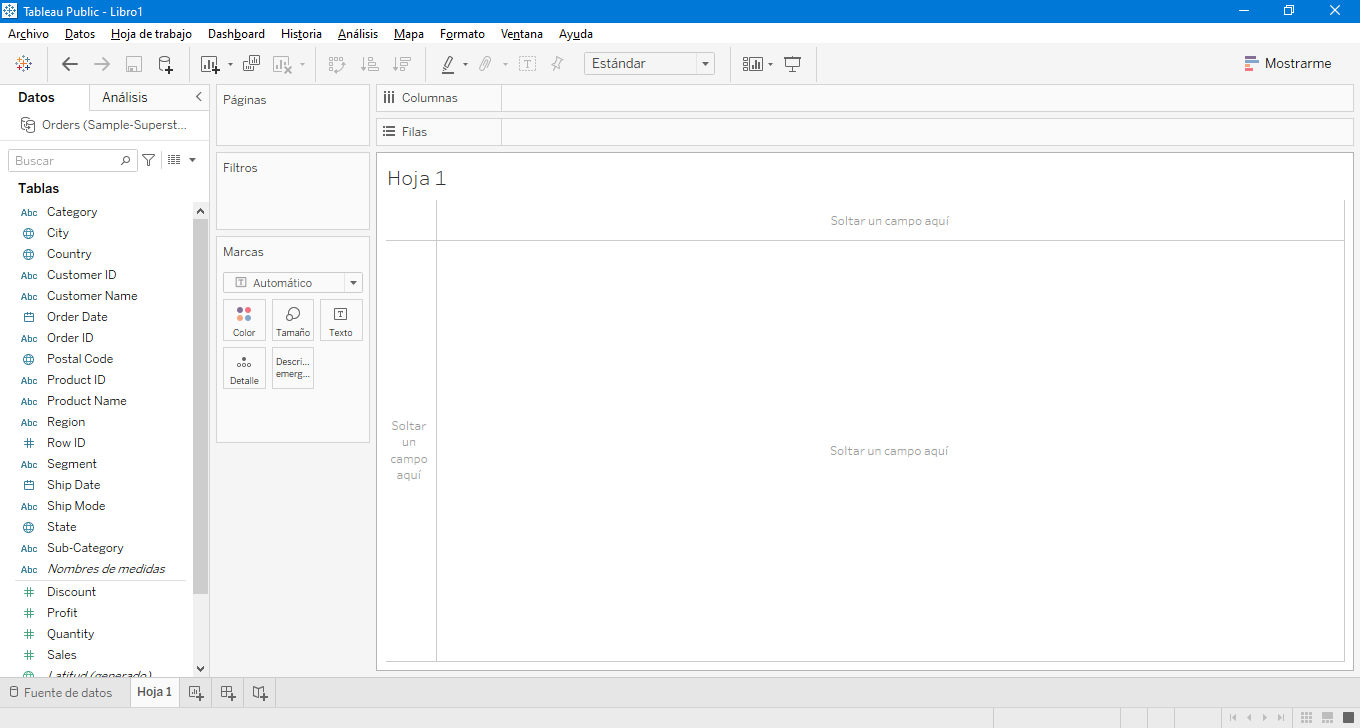 Tableau Public - Libro1
Archivo Datos Hoja de trabajo Dashboard Historia Análisis Mapa Formato Ventana Ayuda
Estándar
Mostrarme
Datos
Análisis
Orders (Sample-Superst...
Buscar
Tablas
Abc Category
City
Country
Abc Customer ID
Abc Customer Name
Order Date
Abc Order ID
Postal Code
Abc Product ID
Abc Product Name
Abc Region
Row ID
Abc Segment
Ship Date
Abc Ship Mode
State
Abc Sub-Category
Abc Nombres de medidas
Discount
Profit
Quantity
Sales
Latitud (generado)
Páginas
Filtros
Marcas
T Automático
Color
Tamaño
T
Texto
Detalle
Descri...
emerg...
Columnas
Filas
Hoja 1
Soltar un campo aquí
Soltar
un
campo
aquí
Soltar un campo aquí
Fuente de datos
Hoja 1